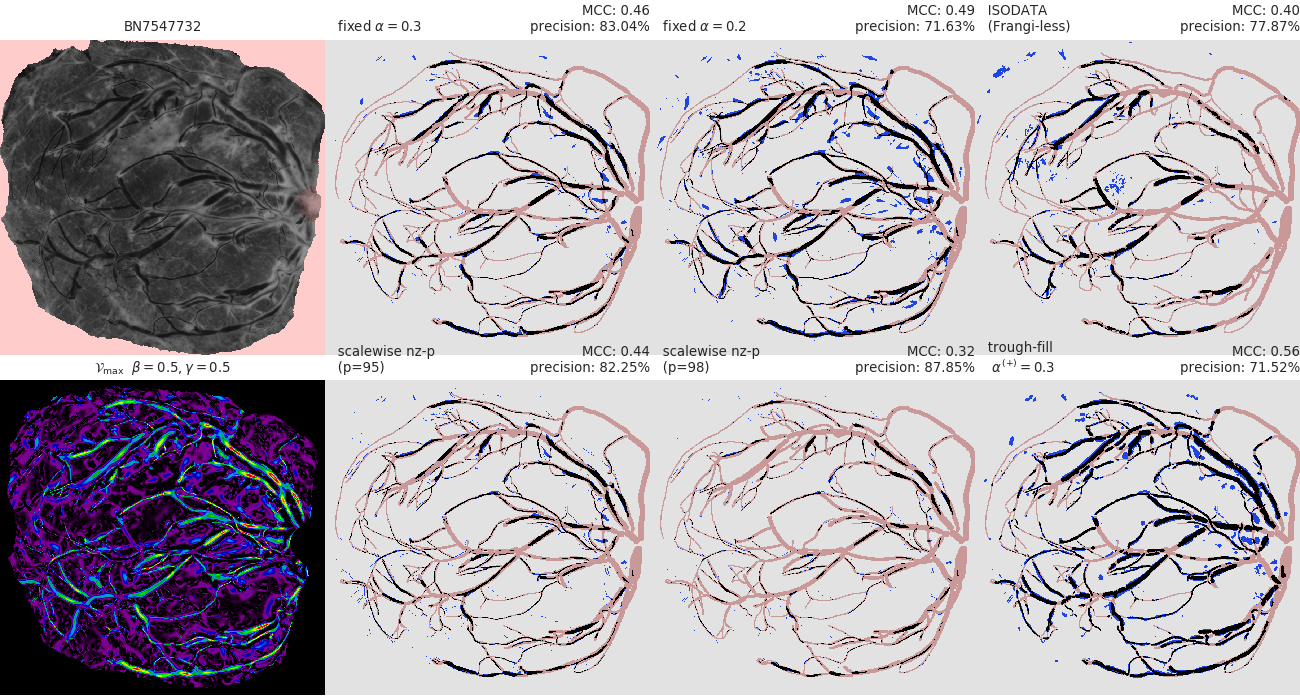 BN7547732
fixed α = 0.3
MCC: 0.46
precision: 83.04%
fixed α = 0.2
MCC: 0.49
precision: 71.63%
ISODATA
(Frangi-less)
MCC: 0.40
precision: 77.87%
𝒱max β = 0.5, γ = 0.5
scalewise nz-p
(p=95)
MCC: 0.44
precision: 82.25%
scalewise nz-p
(p=98)
MCC: 0.32
precision: 87.85%
trough-fill
α(+) = 0.3
MCC: 0.56
precision: 71.52%